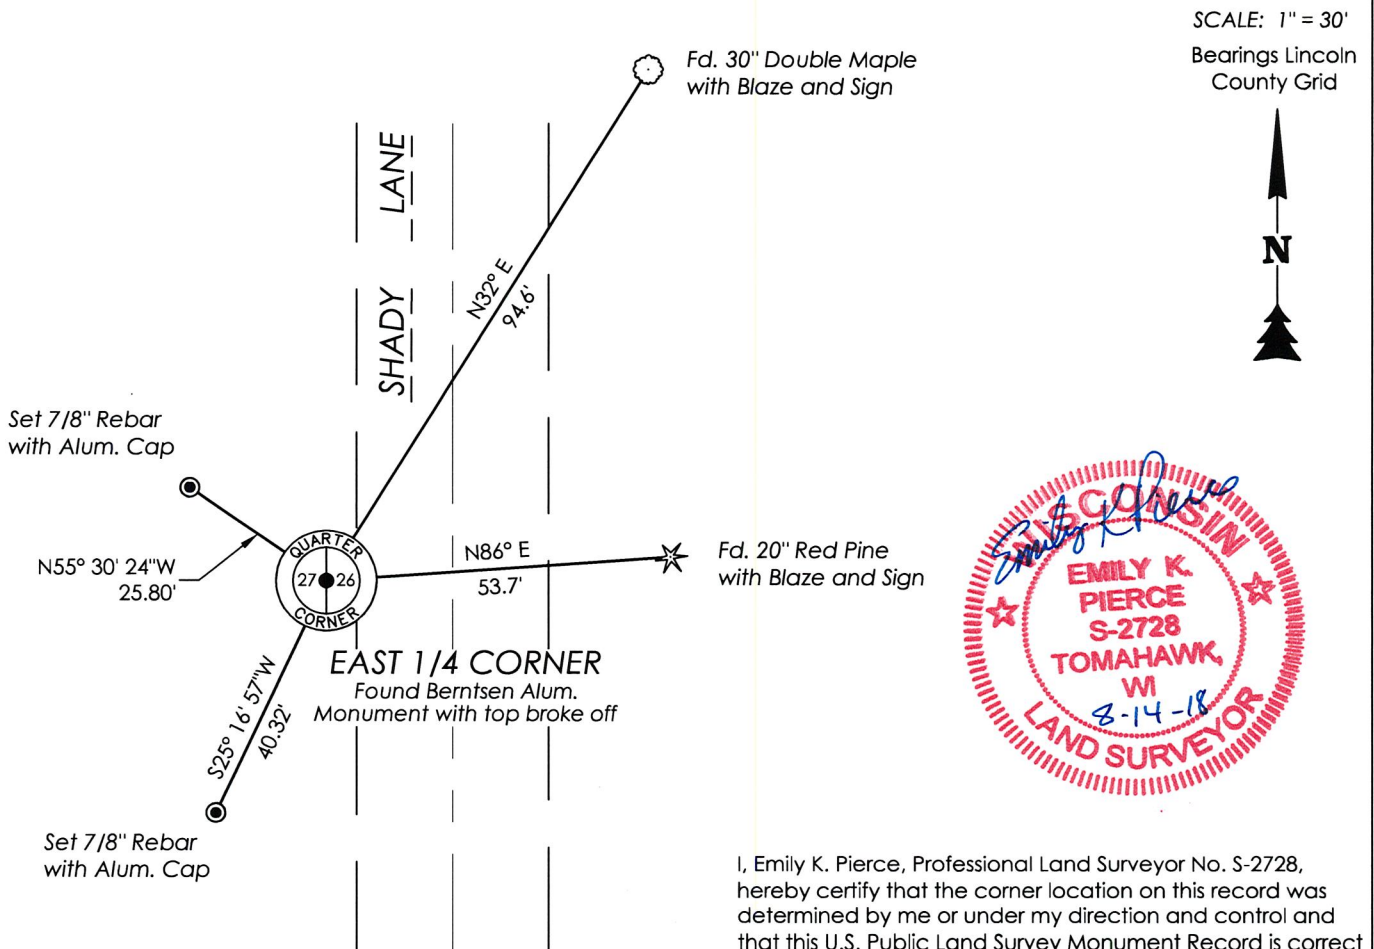 SCALE: 1" = 30'
Bearings Lincoln
County Grid
N
Fd. 30" Double Maple
with Blaze and Sign
SHADY LANE
N32° E
94.6'
Set 7/8" Rebar
with Alum. Cap
N55° 30' 24"W
25.80'
QUARTER
27 26
CORNER
N86° E
53.7'
Fd. 20" Red Pine
with Blaze and Sign
EAST 1/4 CORNER
Found Berntsen Alum.
Monument with top broke off
S25° 16' 57"W
40.32'
Set 7/8" Rebar
with Alum. Cap
WISCONSIN
Emily K Pierce
EMILY K.
PIERCE
S-2728
TOMAHAWK,
WI
8-14-18
LAND SURVEYOR
I, Emily K. Pierce, Professional Land Surveyor No. S-2728,
hereby certify that the corner location on this record was
determined by me or under my direction and control and
that this U.S. Public Land Survey Monument Record is correct